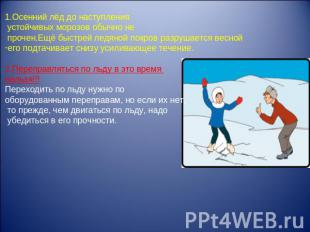 1.Осенний лёд до наступления
устойчивых морозов обычно не
прочен.Ещё быстрей ледяной покров разрушается весной
-его подтачивает снизу усиливающее течение.
2.Переправляться по льду в это время
нельзя!!!
Переходить по льду нужно по
оборудованным переправам, но если их нет
то прежде, чем двигаться по льду, надо
убедиться в его прочности.
PPt4WEB.ru